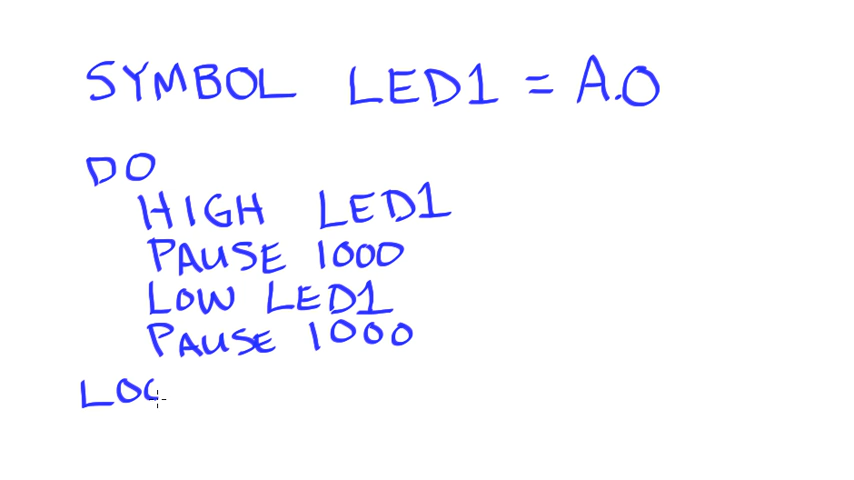 SYMBOL LED1 = A.0
DO
HIGH LED1
PAUSE 1000
LOW LED1
PAUSE 1000
LOO